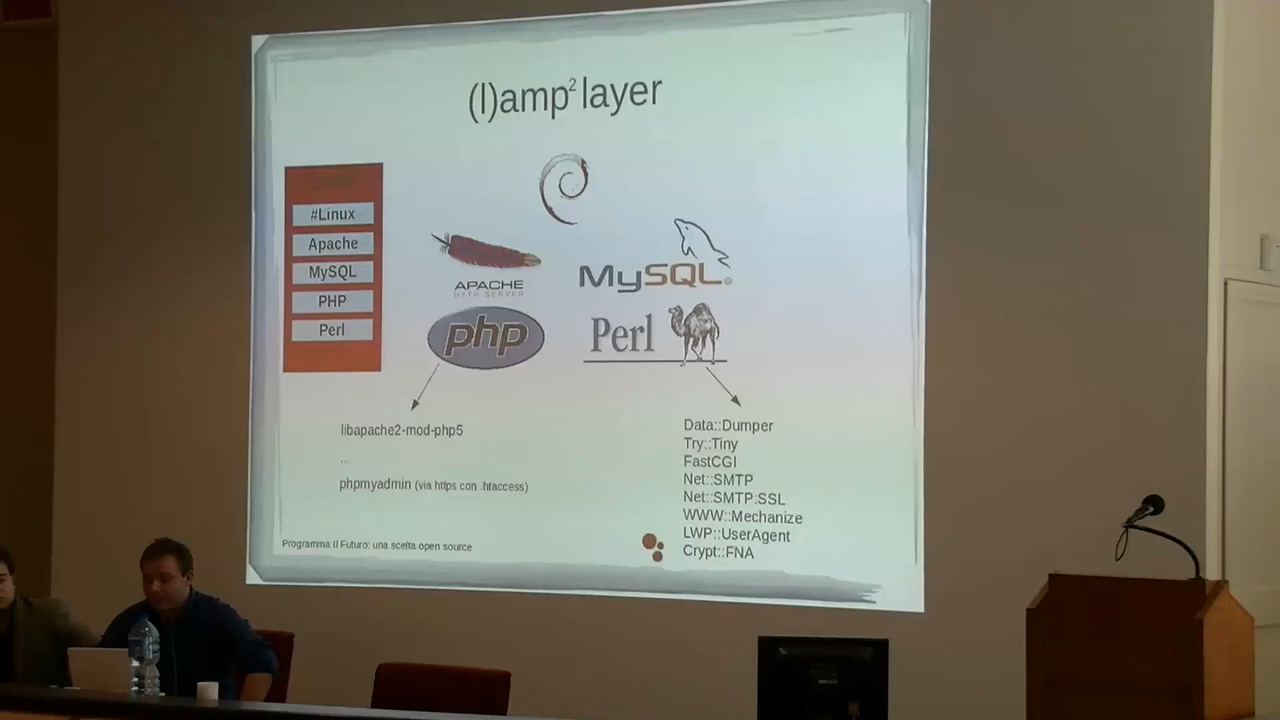 (l)amp² layer
#Linux
Apache
MySQL
PHP
Perl
APACHE
HTTP SERVER
MySQL®
php
Perl
libapache2-mod-php5
...
phpmyadmin (via https con .htaccess)
Data::Dumper
Try::Tiny
FastCGI
Net::SMTP
Net::SMTP:SSL
WWW::Mechanize
LWP::UserAgent
Crypt::FNA
Programma Il Futuro: una scelta open source